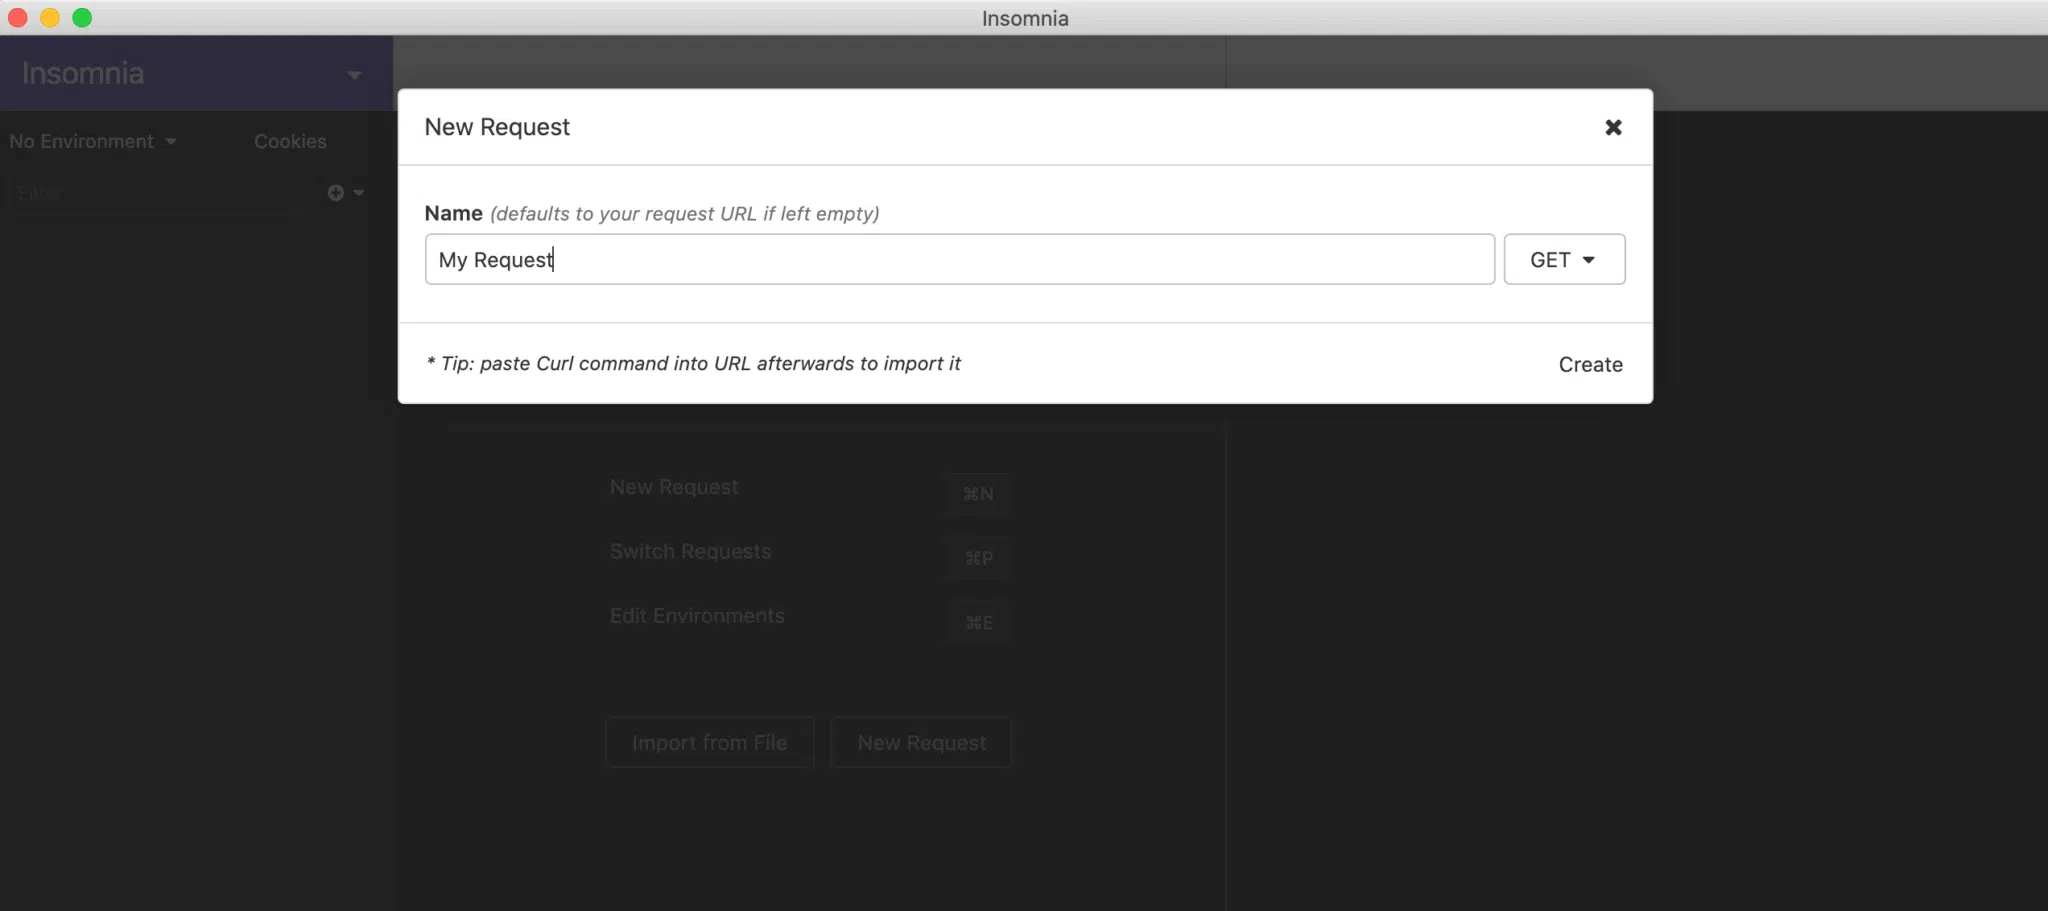 Insomnia
Insomnia
No Environment
Cookies
Filter
New Request
Name (defaults to your request URL if left empty)
My Request
GET
* Tip: paste Curl command into URL afterwards to import it
Create
New Request
⌘N
Switch Requests
⌘P
Edit Environments
⌘E
Import from File
New Request